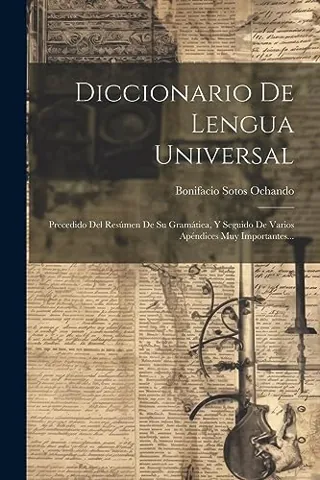 Diccionario De
Lengua
Universal
Bonifacio Sotos Ochando
Precedido Del Resúmen De Su Gramática, Y Seguido De Varios
Apéndices Muy Importantes...